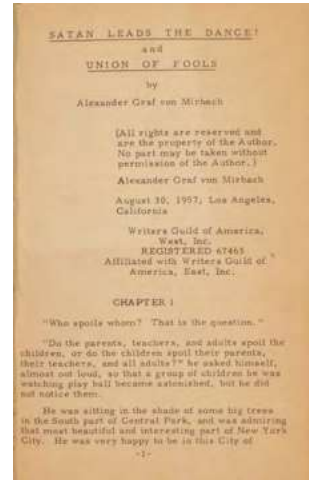 SATAN LEADS THE DANCE!
and
UNION OF FOOLS
by
Alexander Graf von Mirbach
(All rights are reserved and
are the property of the Author.
No part may be taken without
permission of the Author.)
Alexander Graf von Mirbach
August 30, 1957, Los Angeles,
California
Writers Guild of America,
West, Inc.
REGISTERED 67465
Affiliated with Writers Guild of
America, East, Inc.
CHAPTER 1
"Who spoils whom? That is the question."
"Do the parents, teachers, and adults spoil the
children, or do the children spoil their parents,
their teachers, and all adults?" he asked himself,
almost out loud, so that a group of children he was
watching play ball became astonished, but he did
not notice them.
He was sitting in the shade of some big trees
in the South part of Central Park, and was admiring
that most beautiful and interesting part of New York
City. He was very happy to be in this City of
-1-